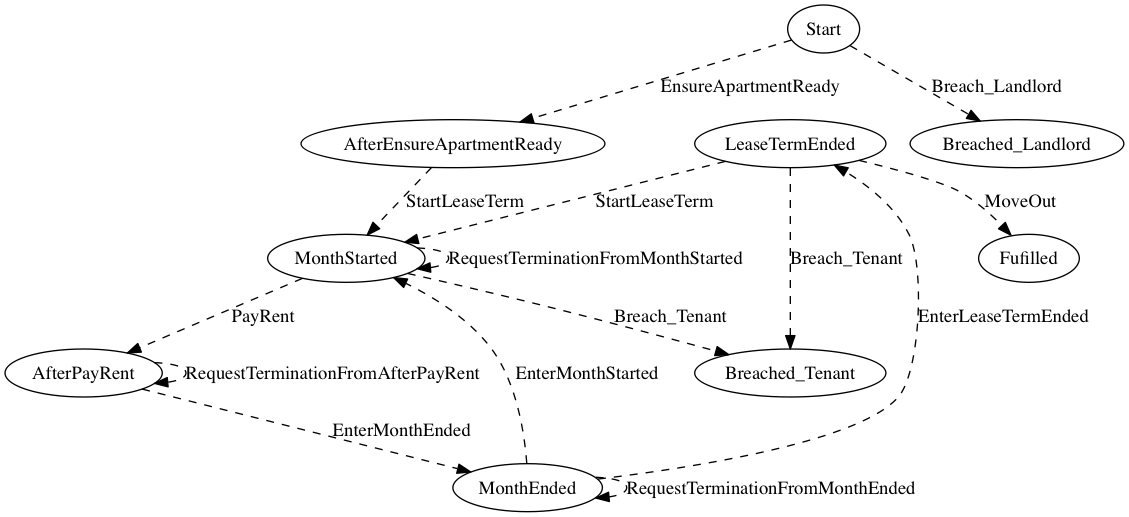 Start
EnsureApartmentReady
Breach_Landlord
AfterEnsureApartmentReady
LeaseTermEnded
Breached_Landlord
StartLeaseTerm
StartLeaseTerm
MoveOut
MonthStarted
RequestTerminationFromMonthStarted
Breach_Tenant
Fufilled
PayRent
Breach_Tenant
EnterLeaseTermEnded
AfterPayRent
RequestTerminationFromAfterPayRent
EnterMonthStarted
Breached_Tenant
EnterMonthEnded
MonthEnded
RequestTerminationFromMonthEnded